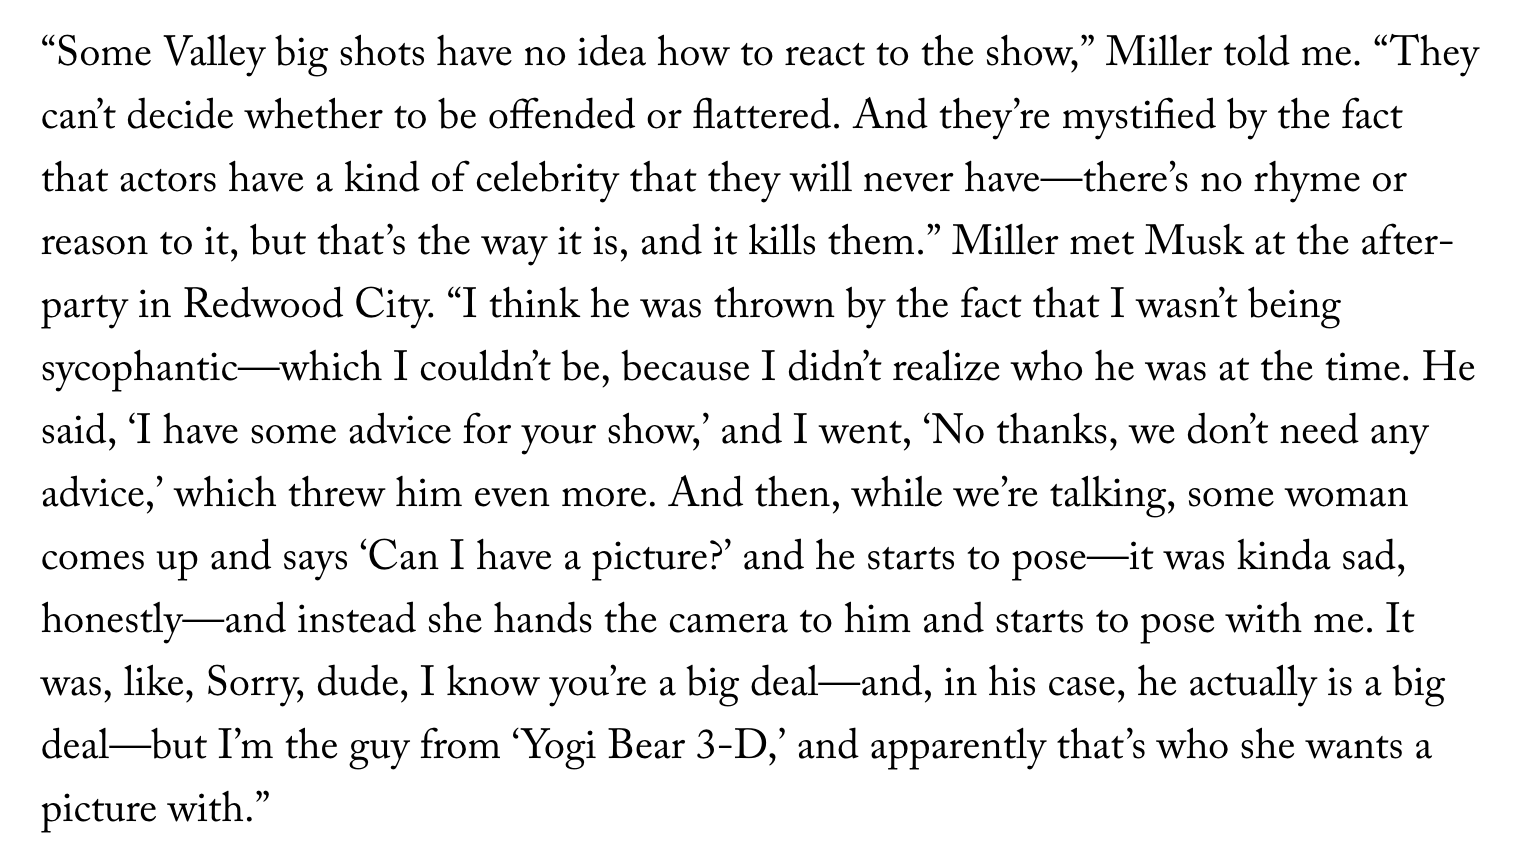 “Some Valley big shots have no idea how to react to the show,” Miller told me. “They
can’t decide whether to be offended or flattered. And they’re mystified by the fact
that actors have a kind of celebrity that they will never have—there’s no rhyme or
reason to it, but that’s the way it is, and it kills them.” Miller met Musk at the after-
party in Redwood City. “I think he was thrown by the fact that I wasn’t being
sycophantic—which I couldn’t be, because I didn’t realize who he was at the time. He
said, ‘I have some advice for your show,’ and I went, ‘No thanks, we don’t need any
advice,’ which threw him even more. And then, while we’re talking, some woman
comes up and says ‘Can I have a picture?’ and he starts to pose—it was kinda sad,
honestly—and instead she hands the camera to him and starts to pose with me. It
was, like, Sorry, dude, I know you’re a big deal—and, in his case, he actually is a big
deal—but I’m the guy from ‘Yogi Bear 3-D,’ and apparently that’s who she wants a
picture with.”